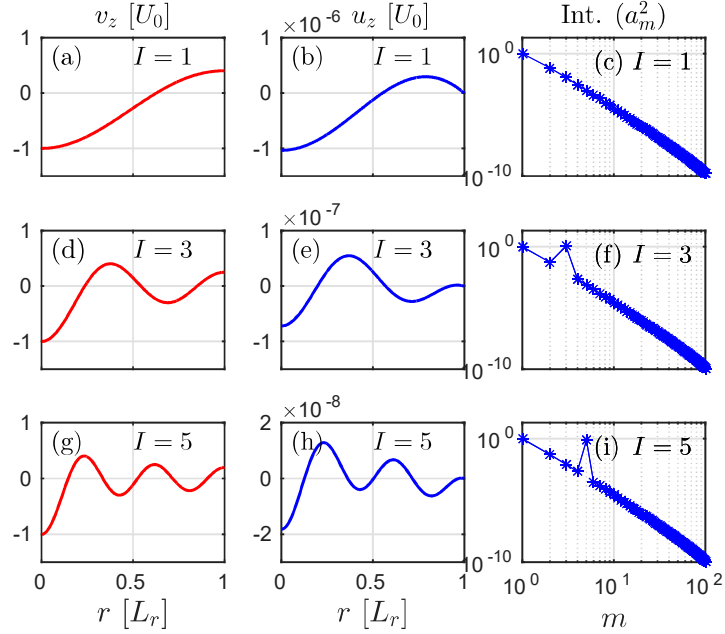 v_z [U_0] u_z [U_0] Int. (a_m^2)
×10^-6
(a) I = 1 (b) I = 1 (c) I = 1
1 1 10^0
0 0
-1 -1 10^-10
×10^-7
(d) I = 3 (e) I = 3 (f) I = 3
1 1 10^0
0 0
-1 -1 10^-10
×10^-8
(g) I = 5 (h) I = 5 (i) I = 5
1 2 10^0
0 0
-1 -2 10^-10
0 0.5 1 0 0.5 1 10^0 10^1 10^2
r [L_r] r [L_r] m